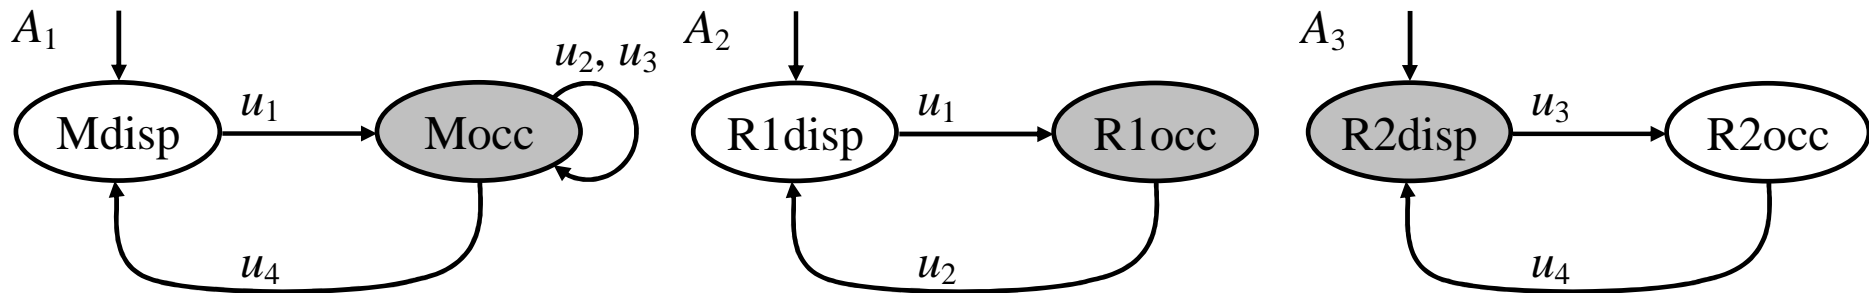 A₁
u₂, u₃
Mdisp
u₁
Mocc
u₄
A₂
R1disp
u₁
R1occ
u₂
A₃
R2disp
u₃
R2occ
u₄